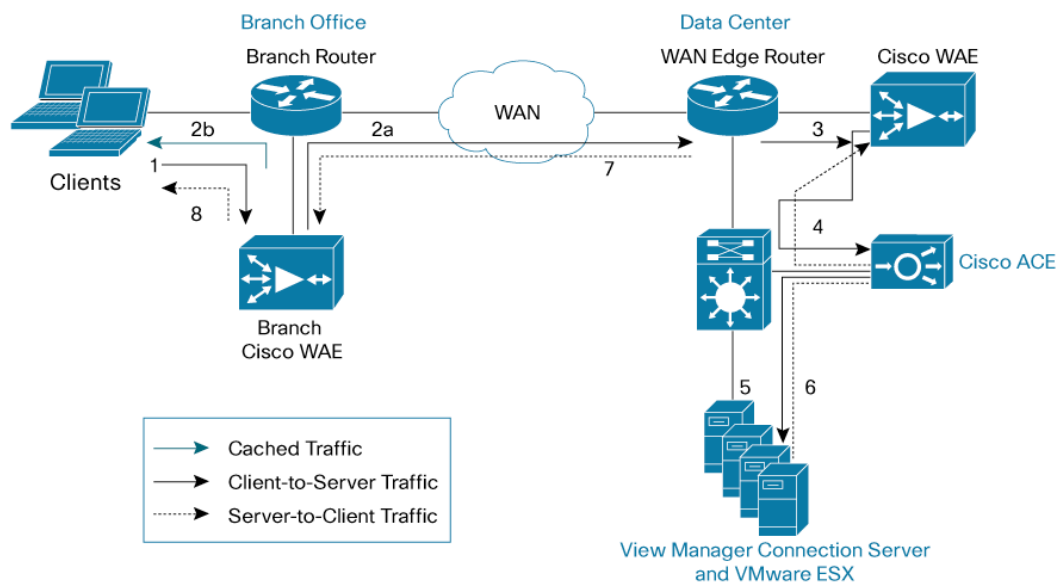 Branch Office
Data Center
Branch Router
WAN Edge Router
Cisco WAE
WAN
2b
2a
3
1
7
Clients
8
4
Cisco ACE
Branch
Cisco WAE
5
6
Cached Traffic
Client-to-Server Traffic
Server-to-Client Traffic
View Manager Connection Server
and VMware ESX